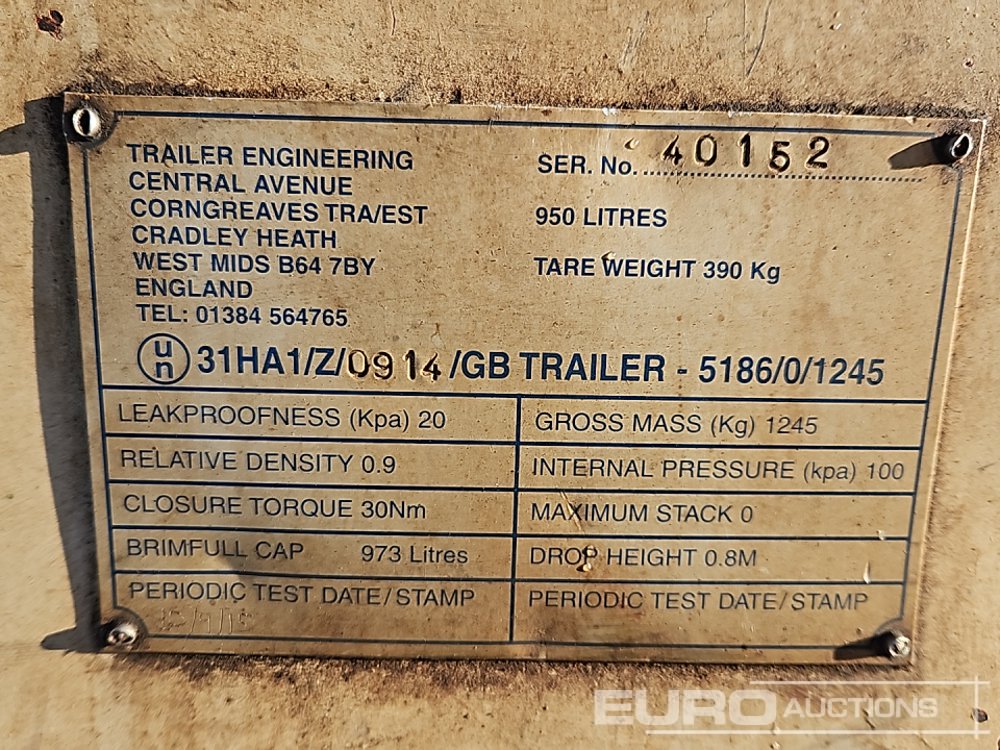 TRAILER ENGINEERING
CENTRAL AVENUE
CORNGREAVES TRA/EST
CRADLEY HEATH
WEST MIDS B64 7BY
ENGLAND
TEL: 01384 564765
SER. No. 40152
950 LITRES
TARE WEIGHT 390 Kg
un 31HA1/Z/0914/GB TRAILER - 5186/0/1245
LEAKPROOFNESS (Kpa) 20
GROSS MASS (Kg) 1245
RELATIVE DENSITY 0.9
INTERNAL PRESSURE (kpa) 100
CLOSURE TORQUE 30Nm
MAXIMUM STACK 0
BRIMFULL CAP 973 Litres
DROP HEIGHT 0.8M
PERIODIC TEST DATE/STAMP
PERIODIC TEST DATE/STAMP
EURO AUCTIONS